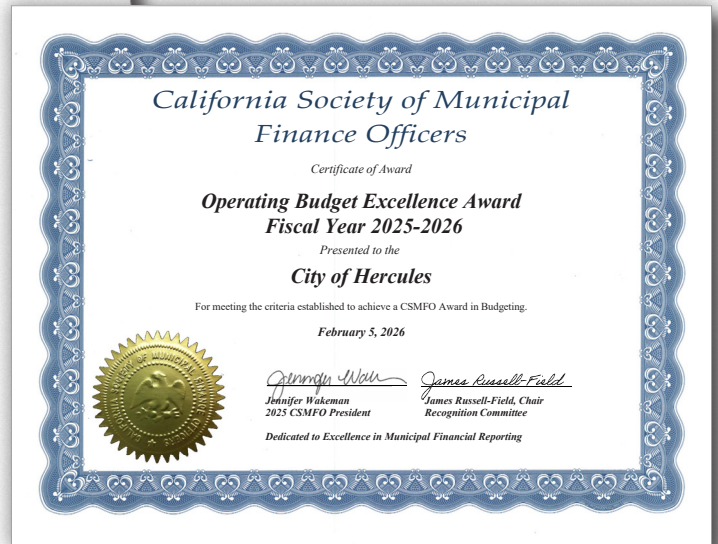 California Society of Municipal
Finance Officers
Certificate of Award
Operating Budget Excellence Award
Fiscal Year 2025-2026
Presented to the
City of Hercules
For meeting the criteria established to achieve a CSMFO Award in Budgeting.
February 5, 2026
Jennifer Wakeman
2025 CSMFO President
James Russell-Field
James Russell-Field, Chair
Recognition Committee
Dedicated to Excellence in Municipal Financial Reporting